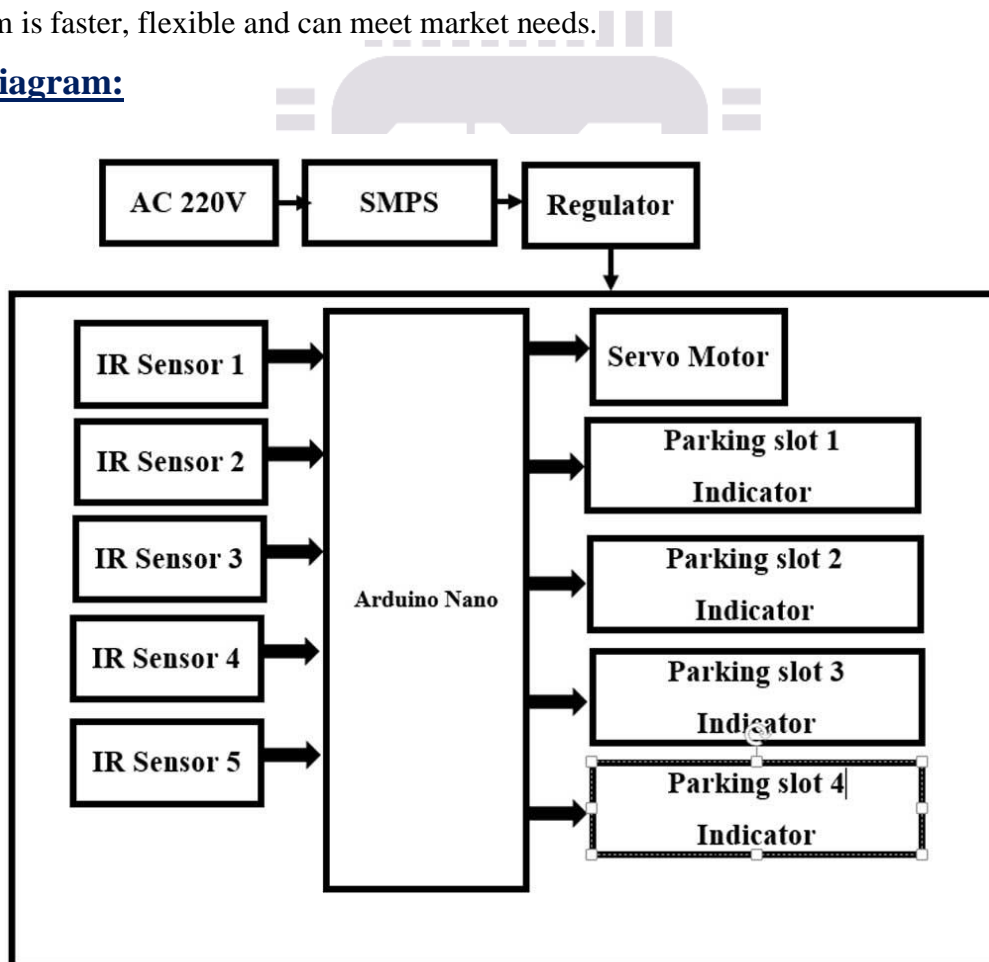 is faster, flexible and can meet market needs.
AC 220V
SMPS
Regulator
IR Sensor 1
IR Sensor 2
IR Sensor 3
IR Sensor 4
IR Sensor 5
Arduino Nano
Servo Motor
Parking slot 1
Indicator
Parking slot 2
Indicator
Parking slot 3
Indicator
Parking slot 4
Indicator